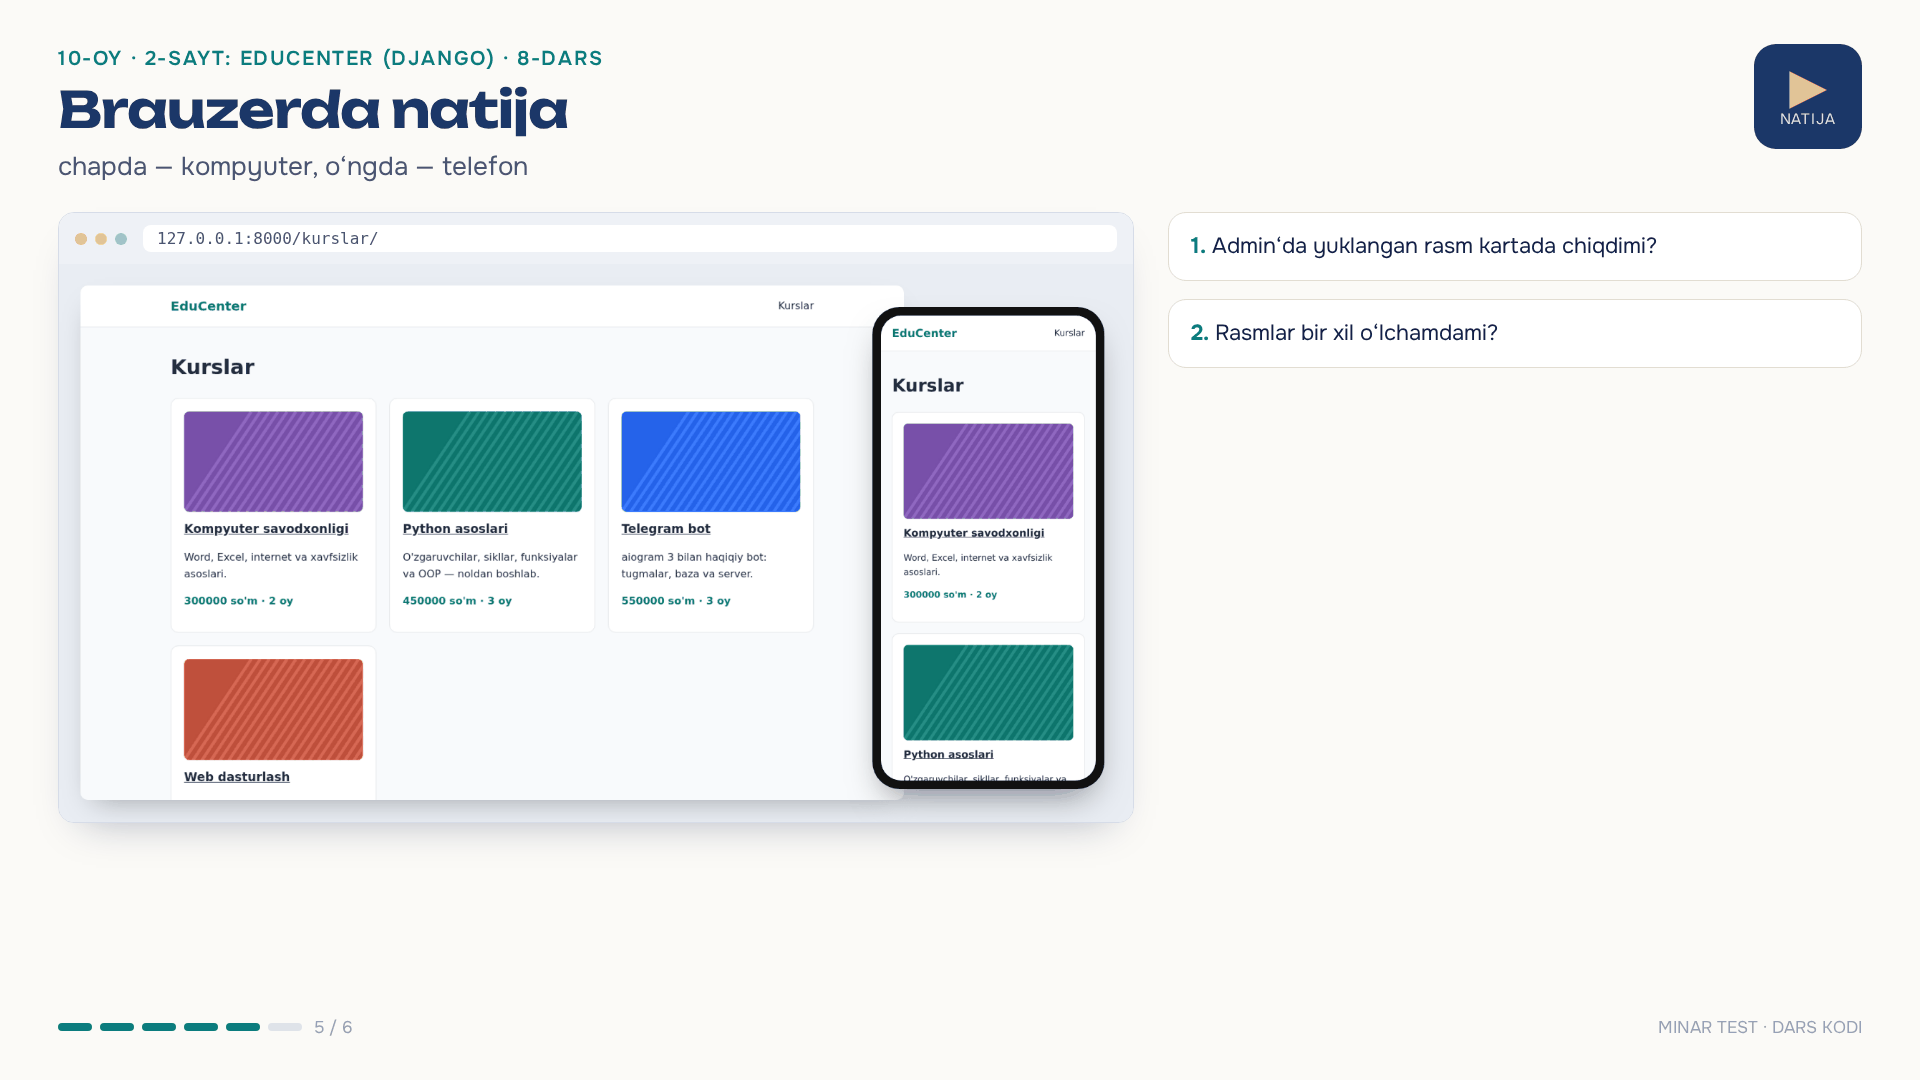 10-OY · 2-SAYT: EDUCENTER (DJANGO) · 8-DARS
Brauzerda natija
chapda — kompyuter, o‘ngda — telefon
NATIJA
127.0.0.1:8000/kurslar/
EduCenter
Kurslar
Kurslar
Kompyuter savodxonligi
Word, Excel, internet va xavfsizlik
asoslari.
300000 so'm · 2 oy
Python asoslari
O'zgaruvchilar, sikllar, funksiyalar
va OOP — noldan boshlab.
450000 so'm · 3 oy
Telegram bot
aiogram 3 bilan haqiqiy bot:
tugmalar, baza va server.
550000 so'm · 3 oy
Web dasturlash
EduCenter
Kurslar
Kurslar
Kompyuter savodxonligi
Word, Excel, internet va xavfsizlik
asoslari.
300000 so'm · 2 oy
Python asoslari
O'zgaruvchilar, sikllar, funksiyalar va
1. Admin‘da yuklangan rasm kartada chiqdimi?
2. Rasmlar bir xil o‘lchamdami?
5 / 6
MINAR TEST · DARS KODI